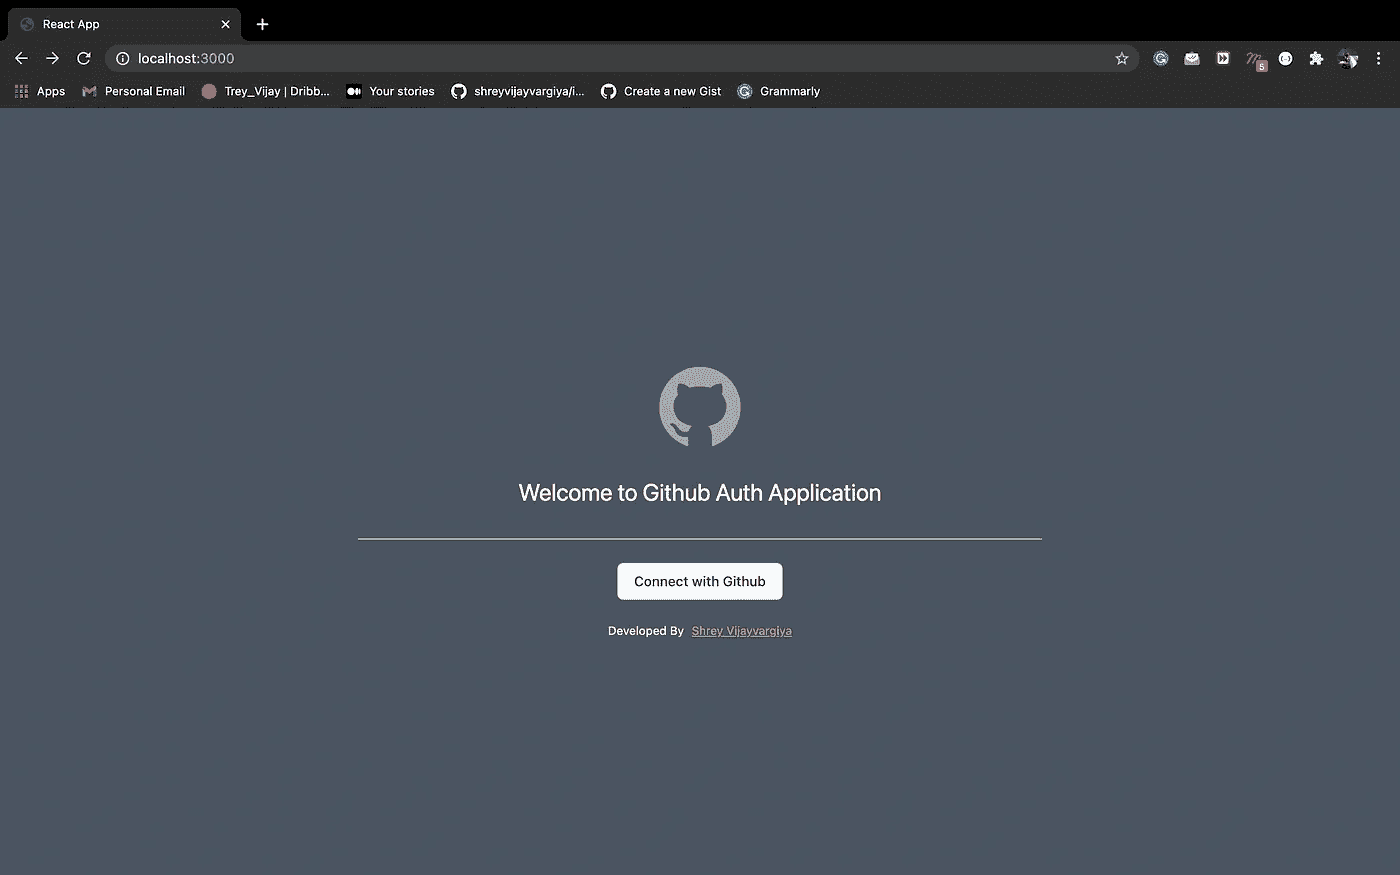 React App
localhost:3000
5
Apps Personal Email Trey_Vijay | Dribb... Your stories shreyvijayvargiya/i... Create a new Gist Grammarly
Welcome to Github Auth Application
Connect with Github
Developed By Shrey Vijayvargiya